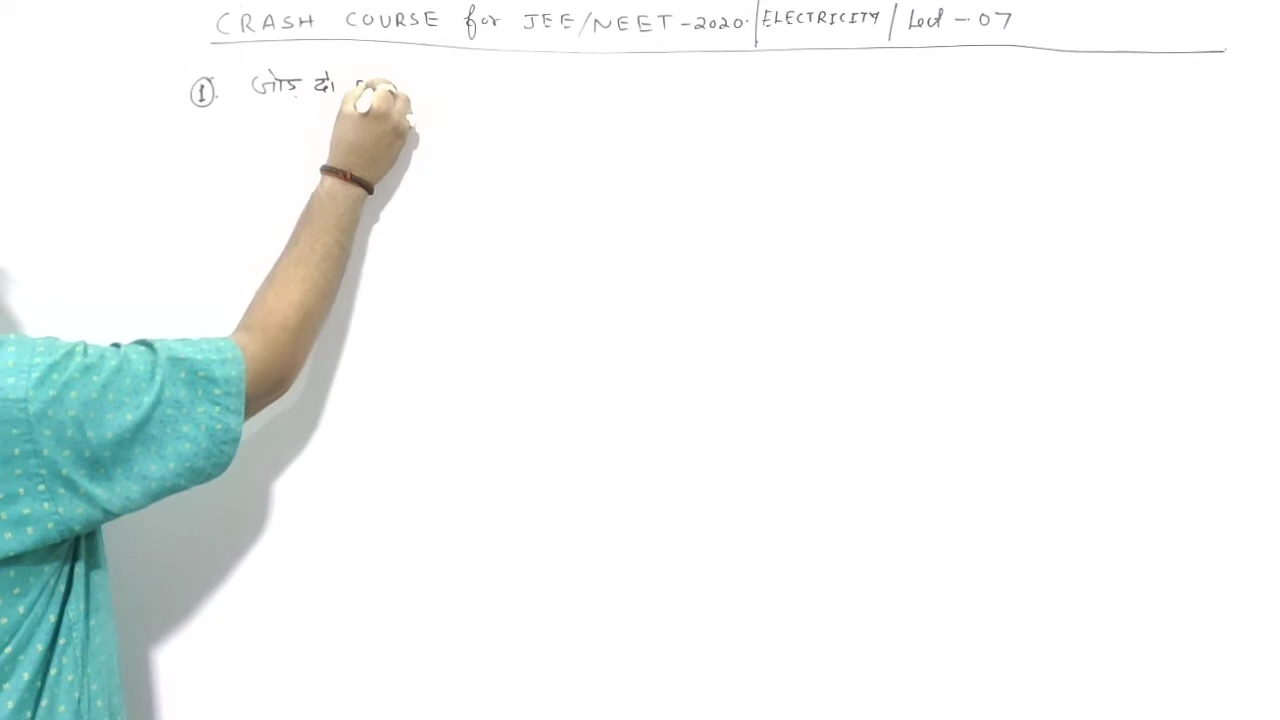 CRASH COURSE for JEE/NEET-2020. | ELECTRICITY / Lect - 07
①. जोड़ दो